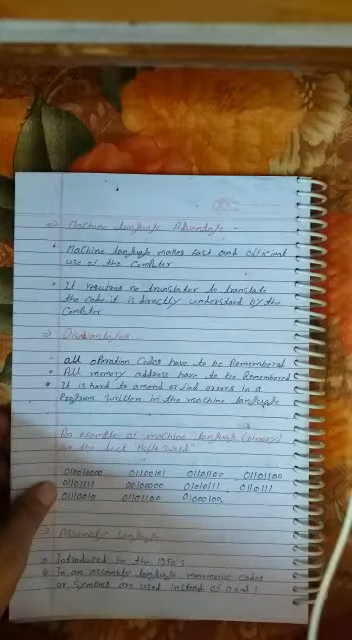 => Machine language Advantage -
• Machine language makes fast and efficient
use of the Computer
• It requires no translator to translate
the code. it is directly understood by the
Computer
=> Disadvantages.
- all operation Codes have to be Remembered
• All memory address have to be Remembered
* It is hard to amend or find errors in a
Program written in the machine language
An example of machine language (binary)
for the text "Hello World"
01001000 01100101 01101100 01101100
01101111 00100000 01010111 01101111
01110010 01101100 01000100.
Assembly language
Introduced in the 1950's
In an assembly language mnemonic codes
or symbols are used instead of 0 and 1